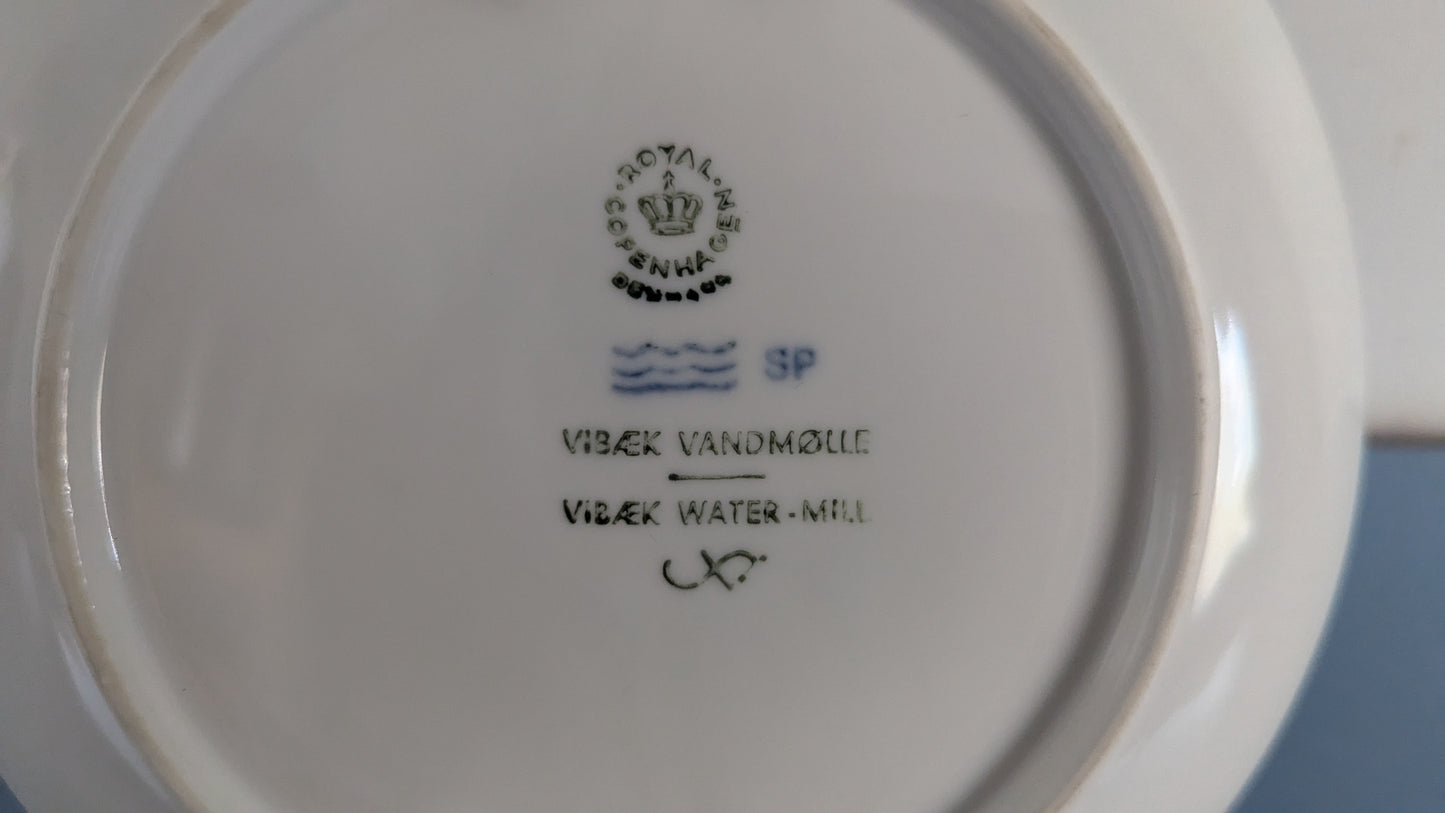 ROYAL · COPENHAGEN ·
DENMARK
SP
VIBÆK VANDMØLLE
VIBÆK WATER-MILL